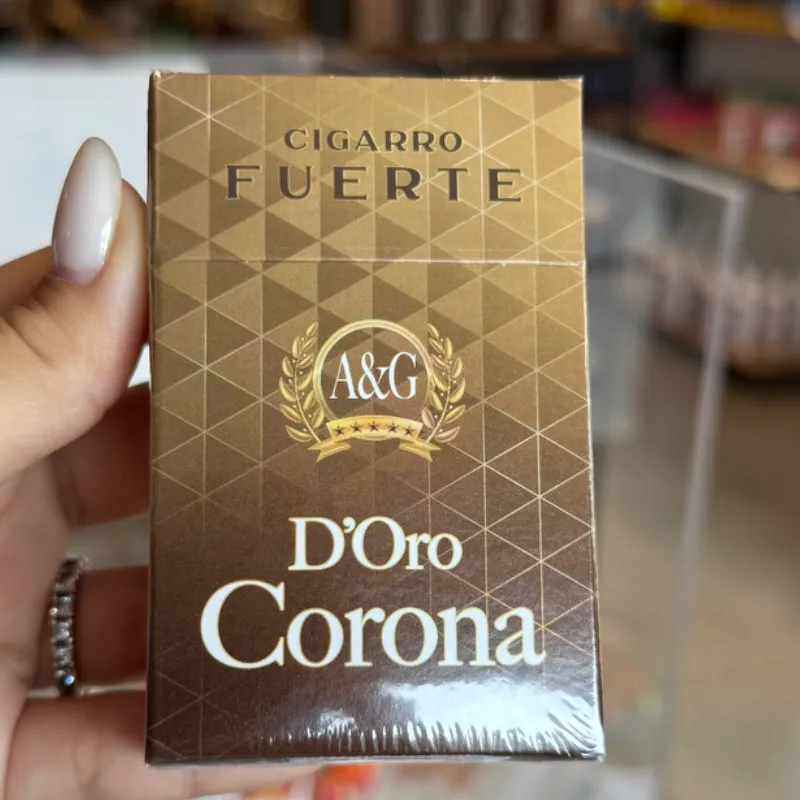 CIGARRO
FUERTE
A&G
D'Oro
Corona